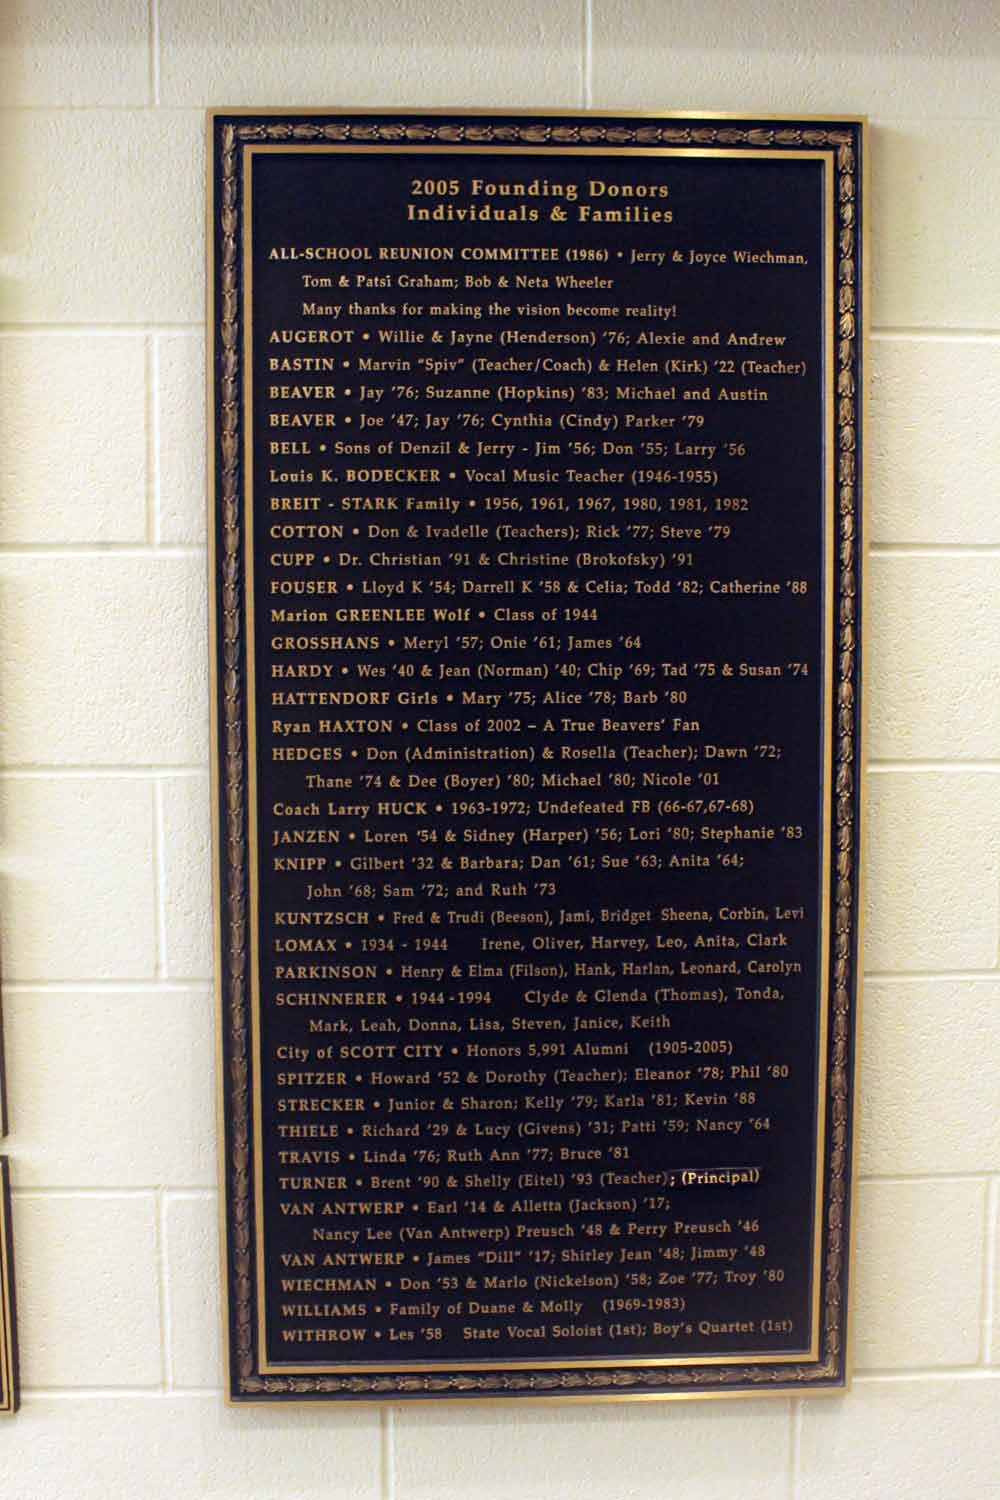 2005 Founding Donors
Individuals & Families
ALL-SCHOOL REUNION COMMITTEE (1986) • Jerry & Joyce Wiechman,
Tom & Patsi Graham; Bob & Neta Wheeler
Many thanks for making the vision become reality!
AUGEROT • Willie & Jayne (Henderson) '76; Alexie and Andrew
BASTIN • Marvin "Spiv" (Teacher/Coach) & Helen (Kirk) '22 (Teacher)
BEAVER • Jay '76; Suzanne (Hopkins) '83; Michael and Austin
BEAVER • Joe '47; Jay '76; Cynthia (Cindy) Parker '79
BELL • Sons of Denzil & Jerry - Jim '56; Don '55; Larry '56
Louis K. BODECKER • Vocal Music Teacher (1946-1955)
BREIT - STARK Family • 1956, 1961, 1967, 1980, 1981, 1982
COTTON • Don & Ivadelle (Teachers); Rick '77; Steve '79
CUPP • Dr. Christian '91 & Christine (Brokofsky) '91
FOUSER • Lloyd K '54; Darrell K '58 & Celia; Todd '82; Catherine '88
Marion GREENLEE Wolf • Class of 1944
GROSSHANS • Meryl '57; Onie '61; James '64
HARDY • Wes '40 & Jean (Norman) '40; Chip '69; Tad '75 & Susan '74
HATTENDORF Girls • Mary '75; Alice '78; Barb '80
Ryan HAXTON • Class of 2002 – A True Beavers' Fan
HEDGES • Don (Administration) & Rosella (Teacher); Dawn '72;
Thane '74 & Dee (Boyer) '80; Michael '80; Nicole '01
Coach Larry HUCK • 1963-1972; Undefeated FB (66-67,67-68)
JANZEN • Loren '54 & Sidney (Harper) '56; Lori '80; Stephanie '83
KNIPP • Gilbert '32 & Barbara; Dan '61; Sue '63; Anita '64;
John '68; Sam '72; and Ruth '73
KUNTZSCH • Fred & Trudi (Beeson), Jami, Bridget Sheena, Corbin, Levi
LOMAX • 1934 - 1944 Irene, Oliver, Harvey, Leo, Anita, Clark
PARKINSON • Henry & Elma (Filson), Hank, Harlan, Leonard, Carolyn
SCHINNERER • 1944 - 1994 Clyde & Glenda (Thomas), Tonda,
Mark, Leah, Donna, Lisa, Steven, Janice, Keith
City of SCOTT CITY • Honors 5,991 Alumni (1905-2005)
SPITZER • Howard '52 & Dorothy (Teacher); Eleanor '78; Phil '80
STRECKER • Junior & Sharon; Kelly '79; Karla '81; Kevin '88
THIELE • Richard '29 & Lucy (Givens) '31; Patti '59; Nancy '64
TRAVIS • Linda '76; Ruth Ann '77; Bruce '81
TURNER • Brent '90 & Shelly (Eitel) '93 (Teacher); (Principal)
VAN ANTWERP • Earl '14 & Alletta (Jackson) '17;
Nancy Lee (Van Antwerp) Preusch '48 & Perry Preusch '46
VAN ANTWERP • James "Dill" '17; Shirley Jean '48; Jimmy '48
WIECHMAN • Don '53 & Marlo (Nickelson) '58; Zoe '77; Troy '80
WILLIAMS • Family of Duane & Molly (1969-1983)
WITHROW • Les '58 State Vocal Soloist (1st); Boy's Quartet (1st)